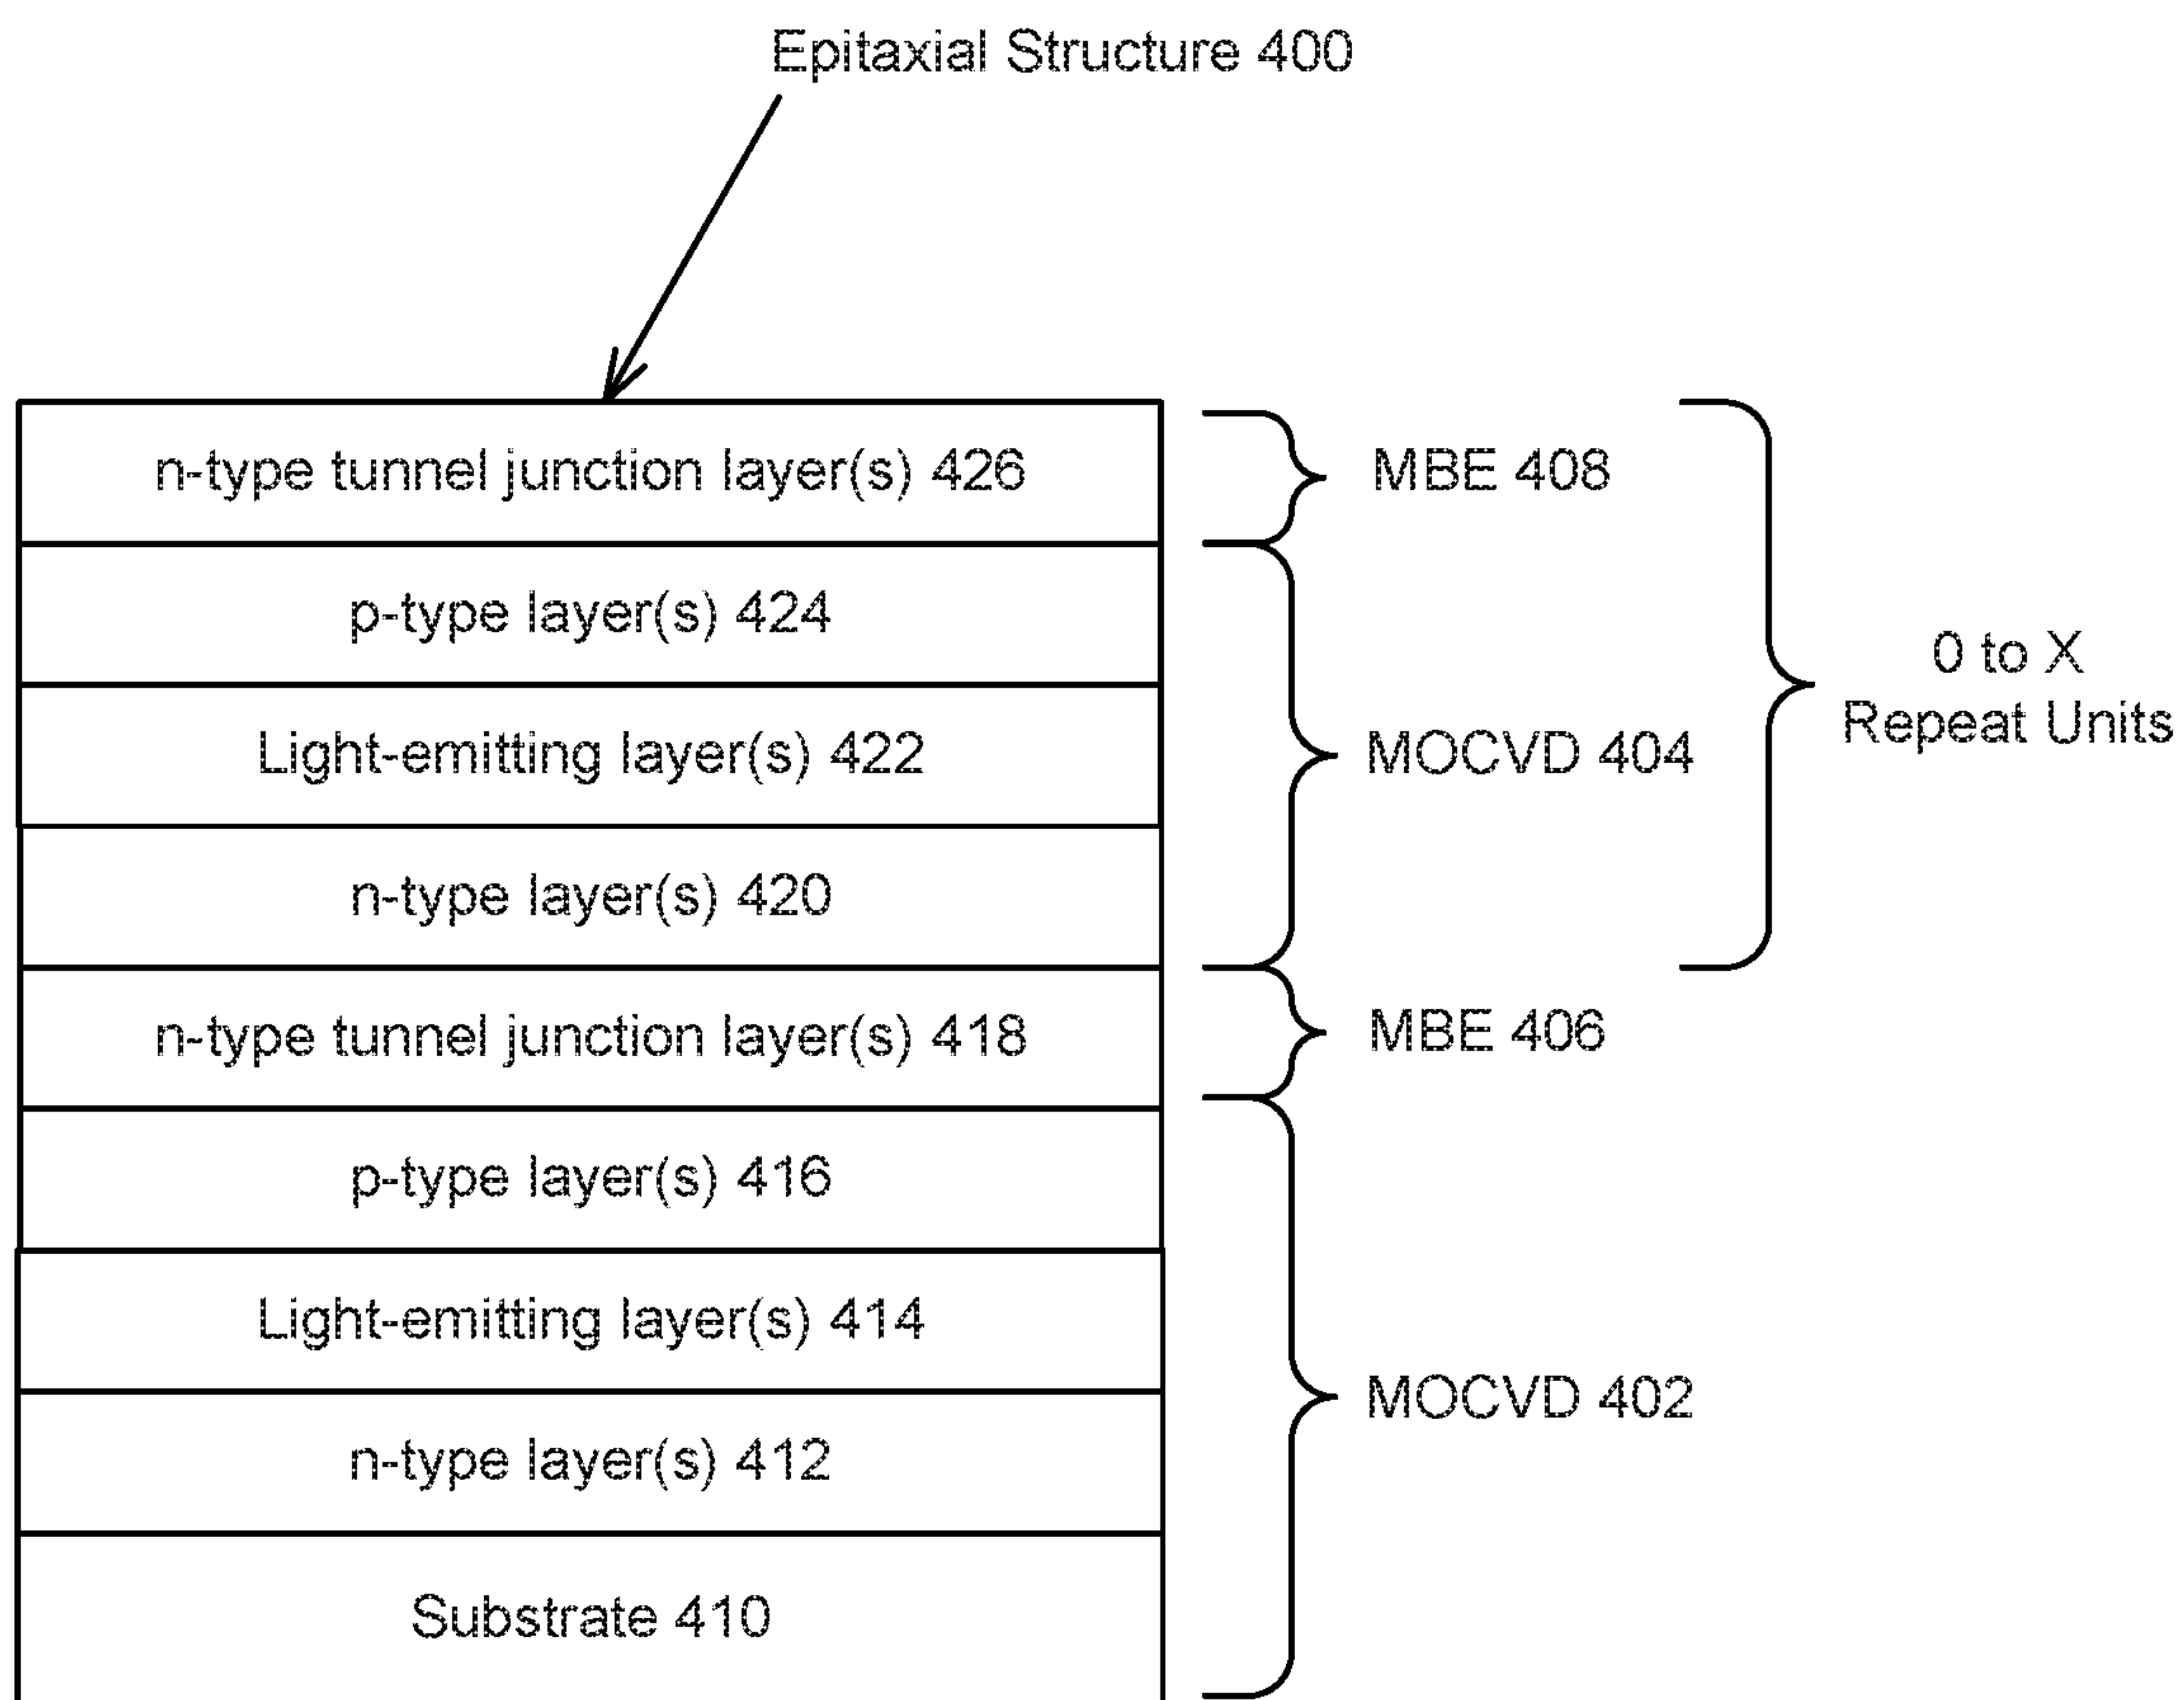 Epitaxial Structure 400
n-type tunnel junction layer(s) 426
MBE 408
p-type layer(s) 424
0 to X
Repeat Units
Light-emitting layer(s) 422
MOCVD 404
n-type layer(s) 420
n-type tunnel junction layer(s) 418
MBE 406
p-type layer(s) 416
Light-emitting layer(s) 414
MOCVD 402
n-type layer(s) 412
Substrate 410